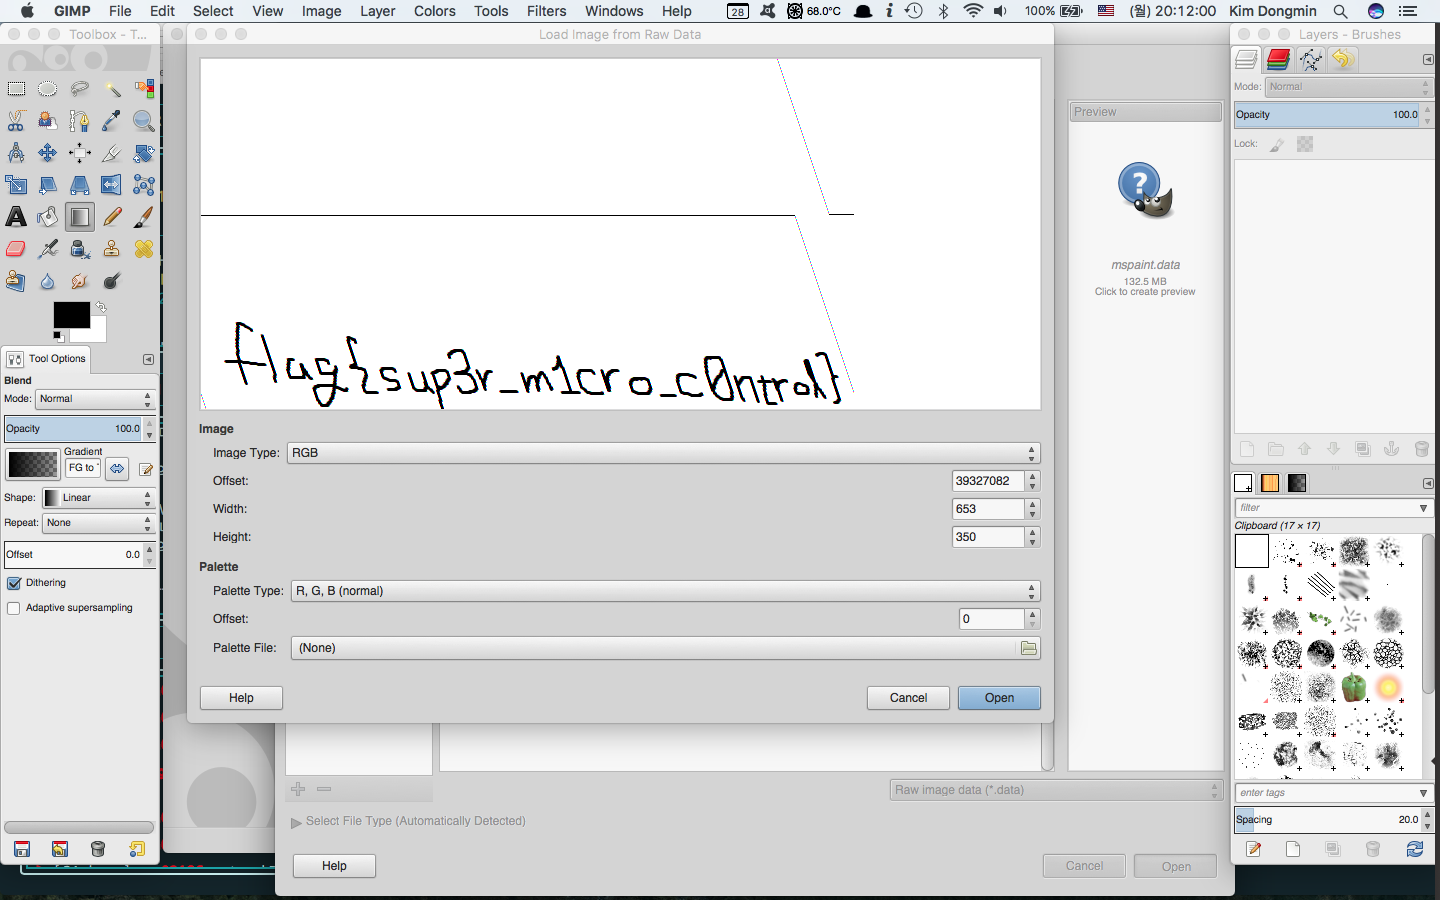 GIMP File Edit Select View Image Layer Colors Tools Filters Windows Help 28 68.0°C 100% (월) 20:12:00 Kim Dongmin
Toolbox - T...
Load Image from Raw Data
Layers - Brushes
flag{sup3r_m1cro_c0ntrol}
Image
Image Type: RGB
Offset: 39327082
Width: 653
Height: 350
Palette
Palette Type: R, G, B (normal)
Offset: 0
Palette File: (None)
Help Cancel Open
Tool Options
Blend
Mode: Normal
Opacity 100.0
Gradient
FG to
Shape: Linear
Repeat: None
Offset 0.0
Dithering
Adaptive supersampling
Preview
mspaint.data
132.5 MB
Click to create preview
Raw image data (*.data)
Select File Type (Automatically Detected)
Help Cancel Open
Mode: Normal
Opacity 100.0
Lock:
filter
Clipboard (17 × 17)
enter tags
Spacing 20.0